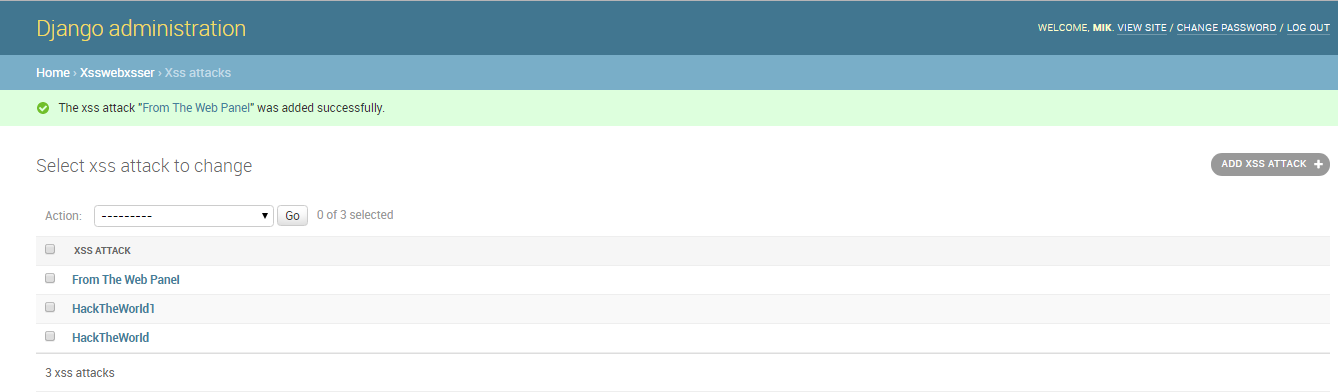 Django administration
WELCOME, MIK. VIEW SITE / CHANGE PASSWORD / LOG OUT
Home › Xsswebxsser › Xss attacks
The xss attack "From The Web Panel" was added successfully.
Select xss attack to change
ADD XSS ATTACK +
Action: --------- Go 0 of 3 selected
XSS ATTACK
From The Web Panel
HackTheWorld1
HackTheWorld
3 xss attacks